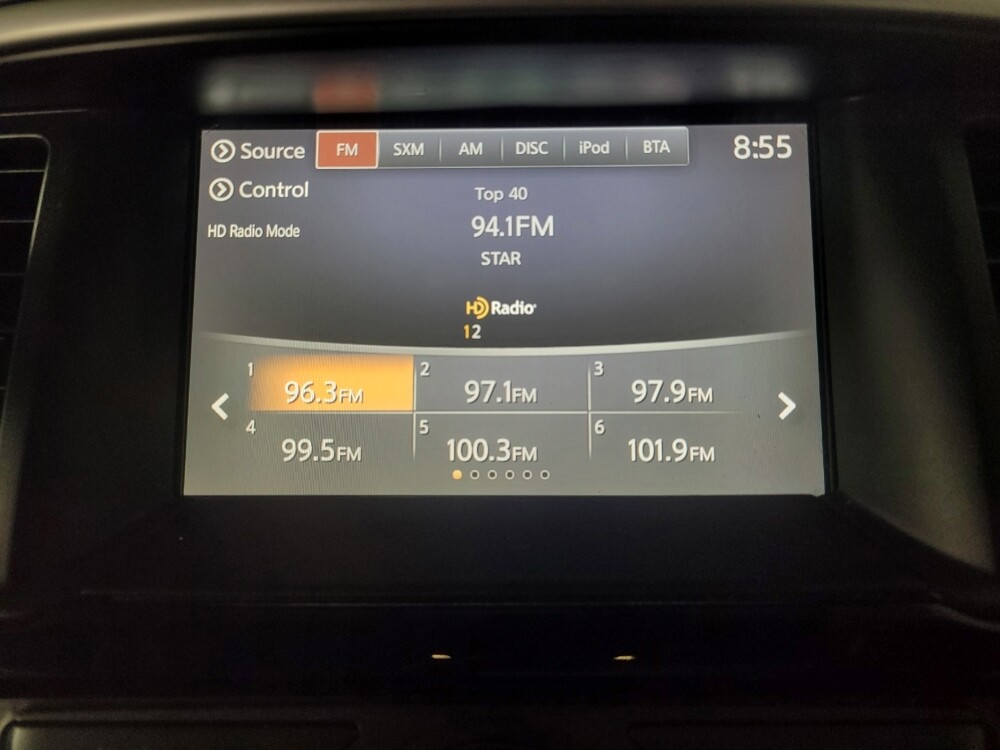 Source FM SXM AM DISC iPod BTA 8:55
Control
Top 40
HD Radio Mode
94.1FM
STAR
HD Radio
12
1 96.3FM 2 97.1FM 3 97.9FM
4 99.5FM 5 100.3FM 6 101.9FM